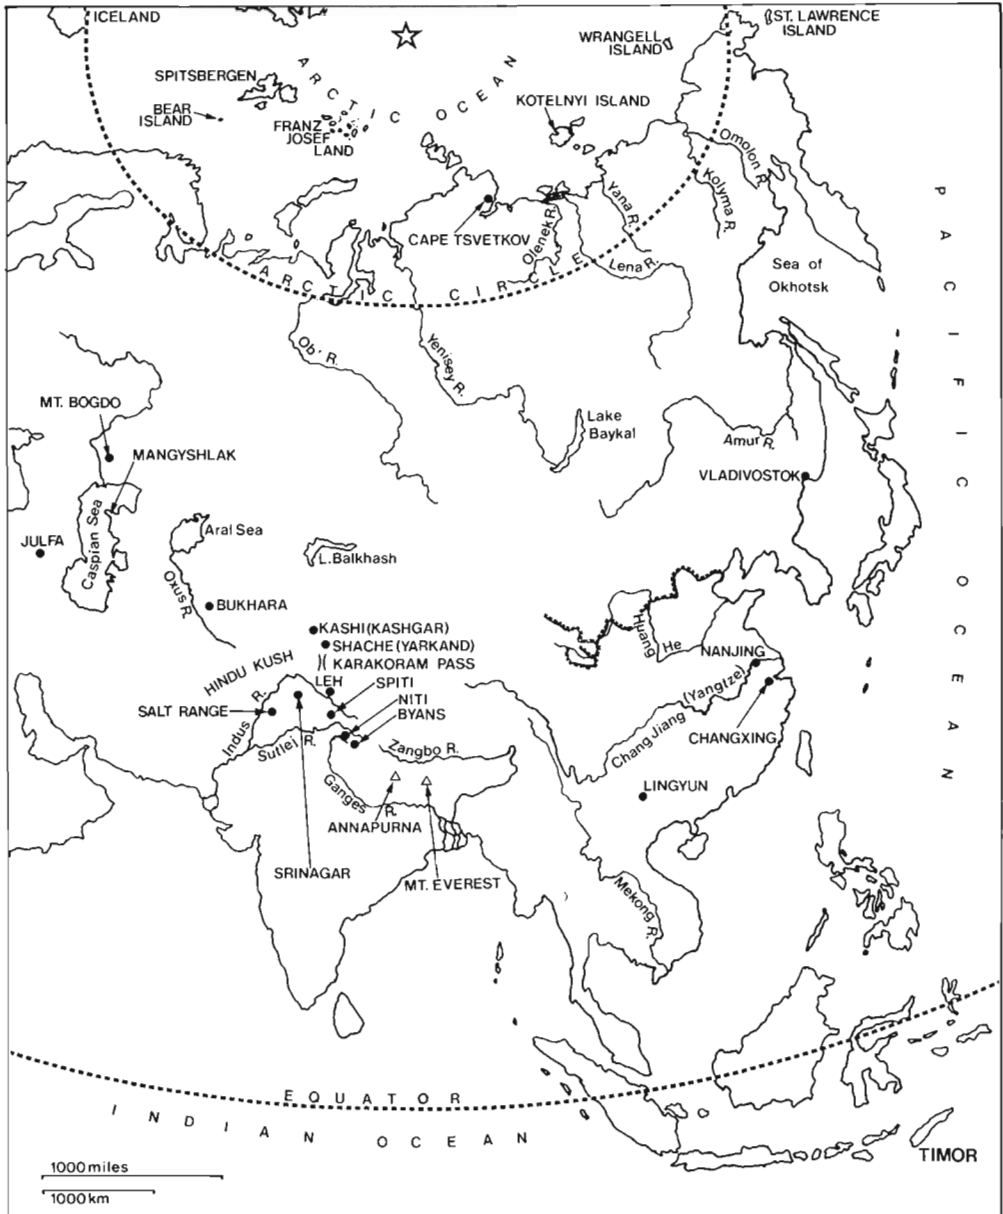 ICELAND
ST. LAWRENCE
ISLAND
WRANGELL
ISLAND
SPITSBERGEN
ARCTIC OCEAN
KOTELNYI ISLAND
BEAR
ISLAND
FRANZ
JOSEF
LAND
Omolon R.
Kolyma R.
Yana R.
Olenek R.
CAPE TSVETKOV
Lena R.
ARCTIC CIRCLE
Sea of
Okhotsk
PACIFIC OCEAN
Ob' R.
Yenisey R.
MT. BOGDO
Lake
Baykal
Amur R.
MANGYSHLAK
VLADIVOSTOK
Caspian Sea
Aral Sea
JULFA
L. Balkhash
Oxus R.
BUKHARA
KASHI (KASHGAR)
SHACHE (YARKAND)
KARAKORAM PASS
Huang He
NANJING
HINDU KUSH
LEH
SPITI
NITI
BYANS
SALT RANGE
Indus R.
Sutlej R.
Zangbo R.
Chang Jiang (Yangtze)
CHANGXING
Ganges R.
LINGYUN
ANNAPURNA
SRINAGAR
MT. EVEREST
Mekong R.
EQUATOR
INDIAN OCEAN
TIMOR
1000 miles
1000 km